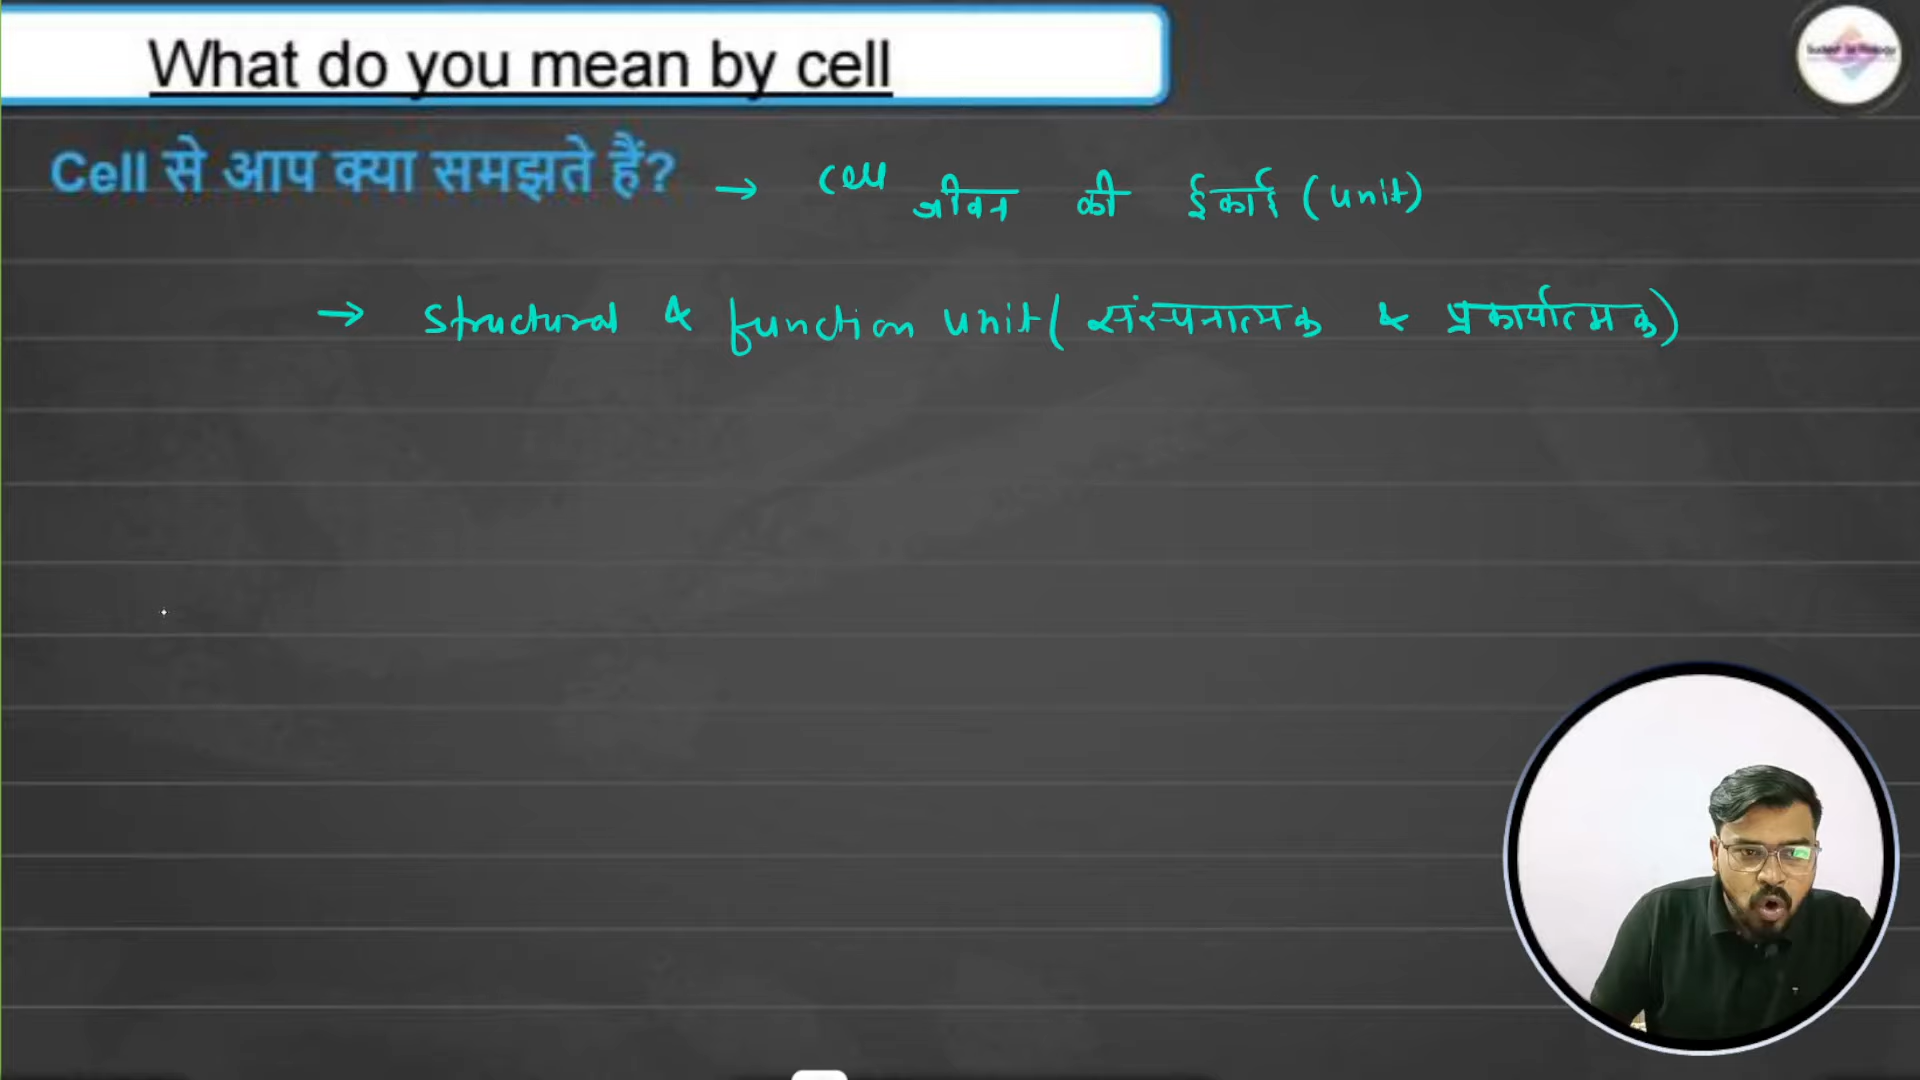 What do you mean by cell
Cell से आप क्या समझते हैं? → Cell जीवन की ईकाई (unit)
→ structural & function unit ( संरचनात्मक & प्रकार्यात्मक )